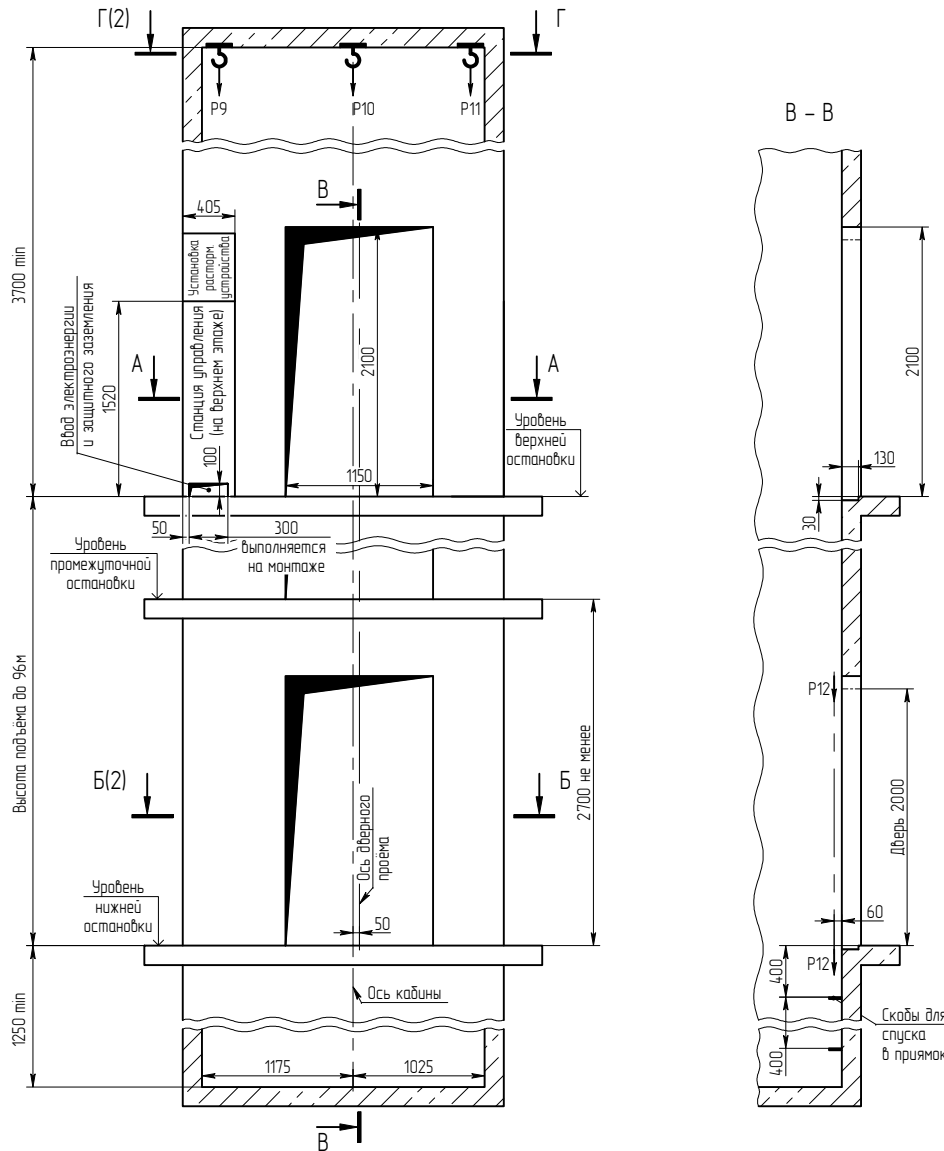 Г(2)
Г
P9
P10
P11
В – В
В
405
Установка
расторм.
устройства
3700 min
Ввод электроэнергии
и защитного заземления
1520
Станция управления
(на верхнем этаже)
100
2100
2100
А
А
Уровень
верхней
остановки
1150
130
30
50
300
выполняется
на монтаже
Уровень
промежуточной
остановки
Высота подъёма до 96м
P12
Б(2)
Б
2700 не менее
Дверь 2000
Ось дверного
проёма
Уровень
нижней
остановки
50
60
P12
400
Ось кабины
1250 min
Скобы для
спуска
в приямок
400
1175
1025
В